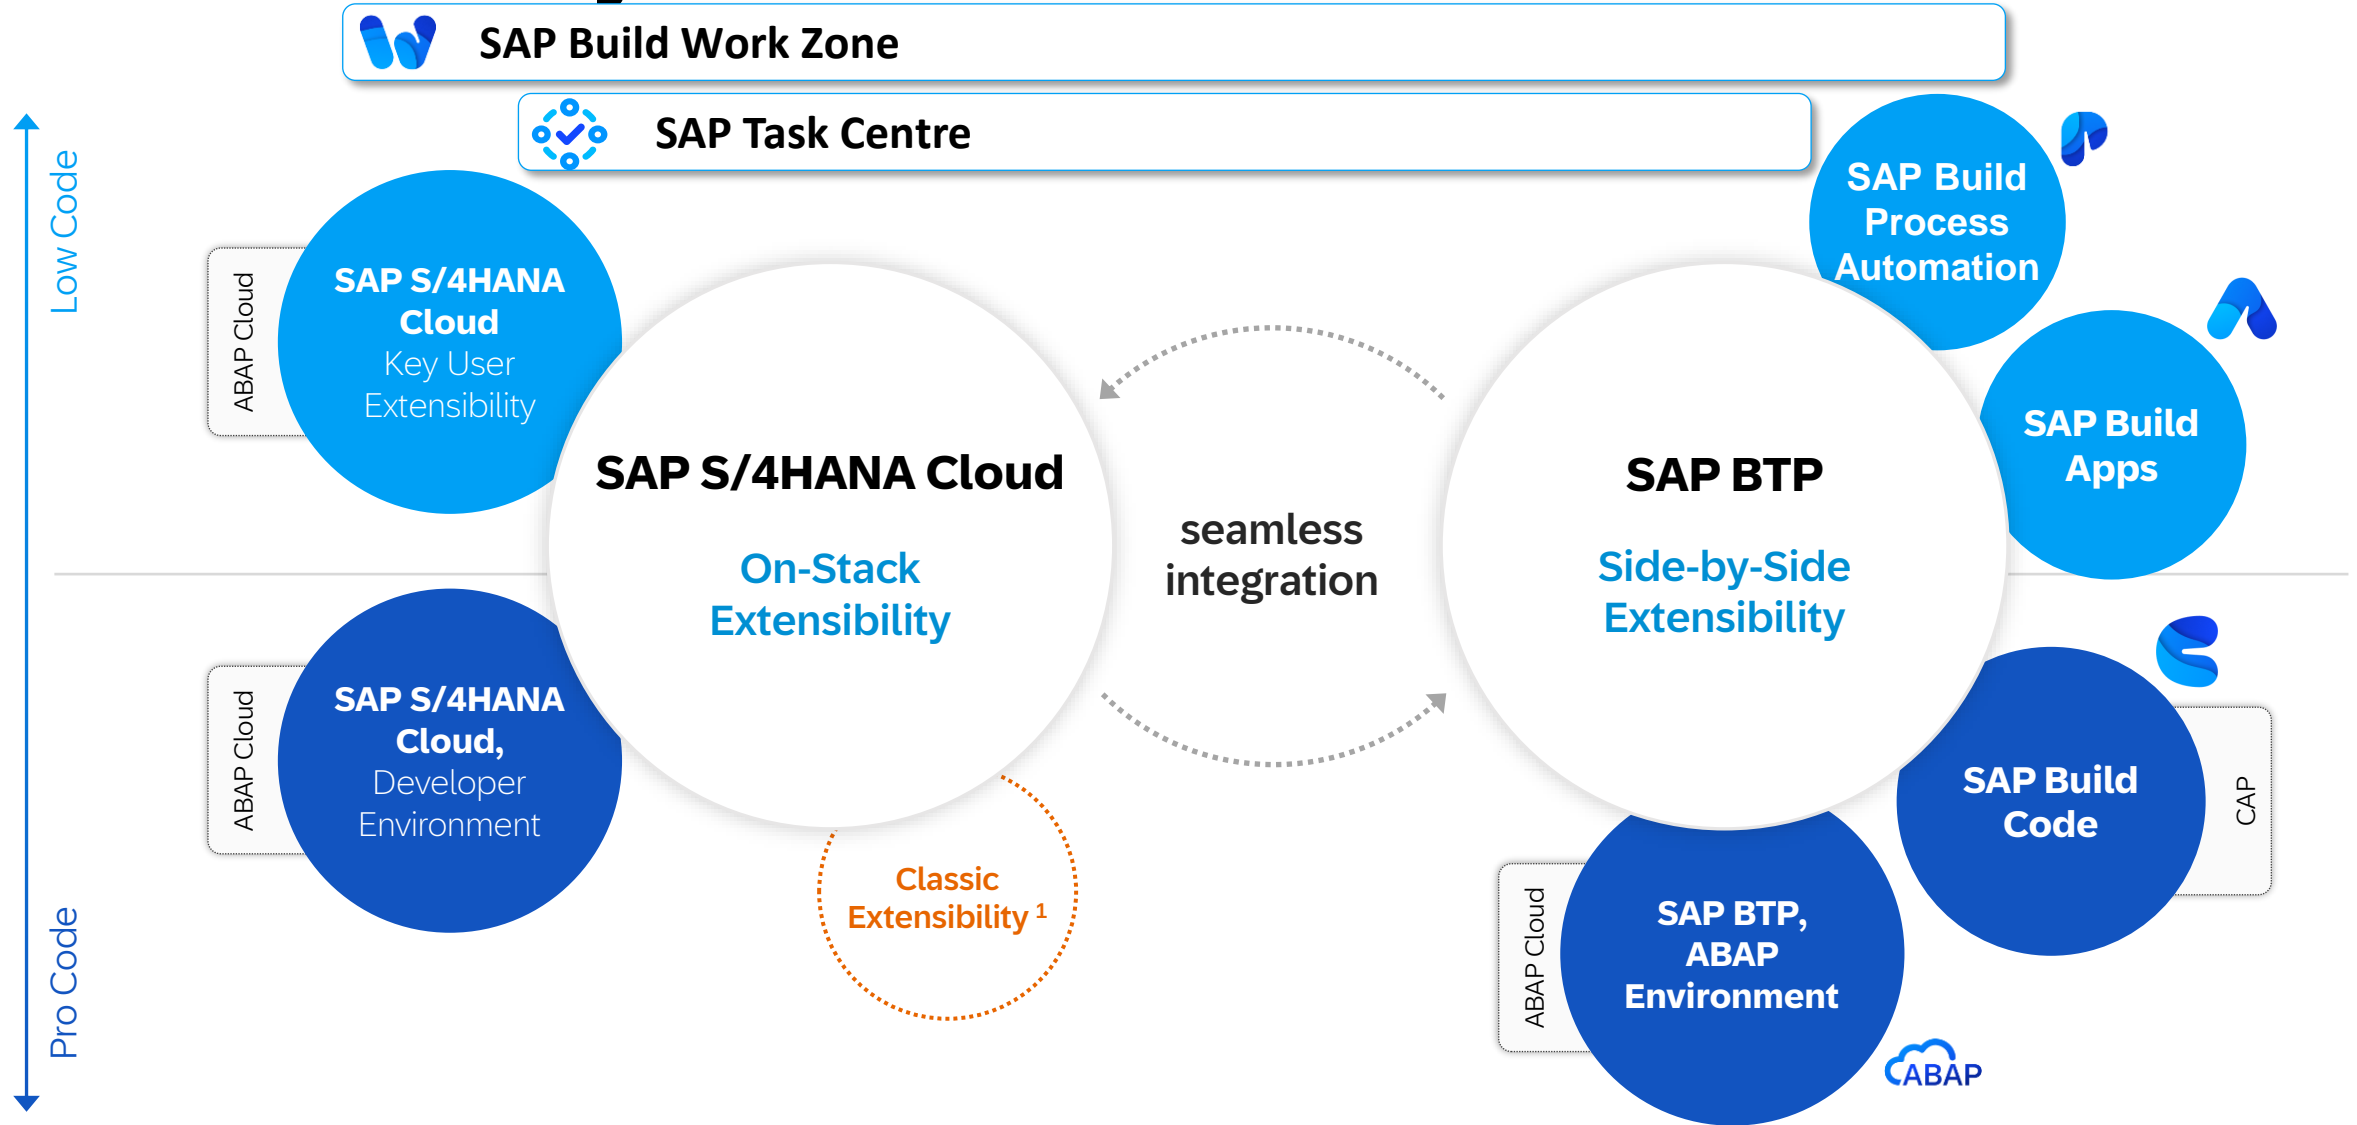 SAP Build Work Zone
SAP Task Centre
Low Code
Pro Code
ABAP Cloud
SAP S/4HANA
Cloud
Key User
Extensibility
ABAP Cloud
SAP S/4HANA
Cloud,
Developer
Environment
SAP S/4HANA Cloud
On-Stack
Extensibility
Classic
Extensibility 1
seamless
integration
SAP BTP
Side-by-Side
Extensibility
SAP Build
Process
Automation
SAP Build
Apps
SAP Build
Code
CAP
ABAP Cloud
SAP BTP,
ABAP
Environment
ABAP